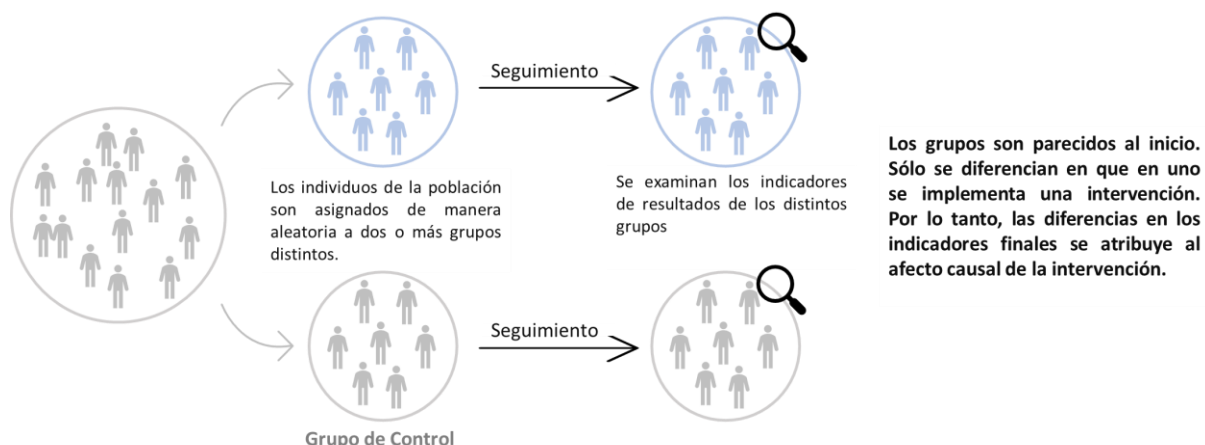 Seguimiento
Los individuos de la población
son asignados de manera
aleatoria a dos o más grupos
distintos.
Se examinan los indicadores
de resultados de los distintos
grupos
Los grupos son parecidos al inicio.
Sólo se diferencian en que en uno
se implementa una intervención.
Por lo tanto, las diferencias en los
indicadores finales se atribuye al
afecto causal de la intervención.
Seguimiento
Grupo de Control